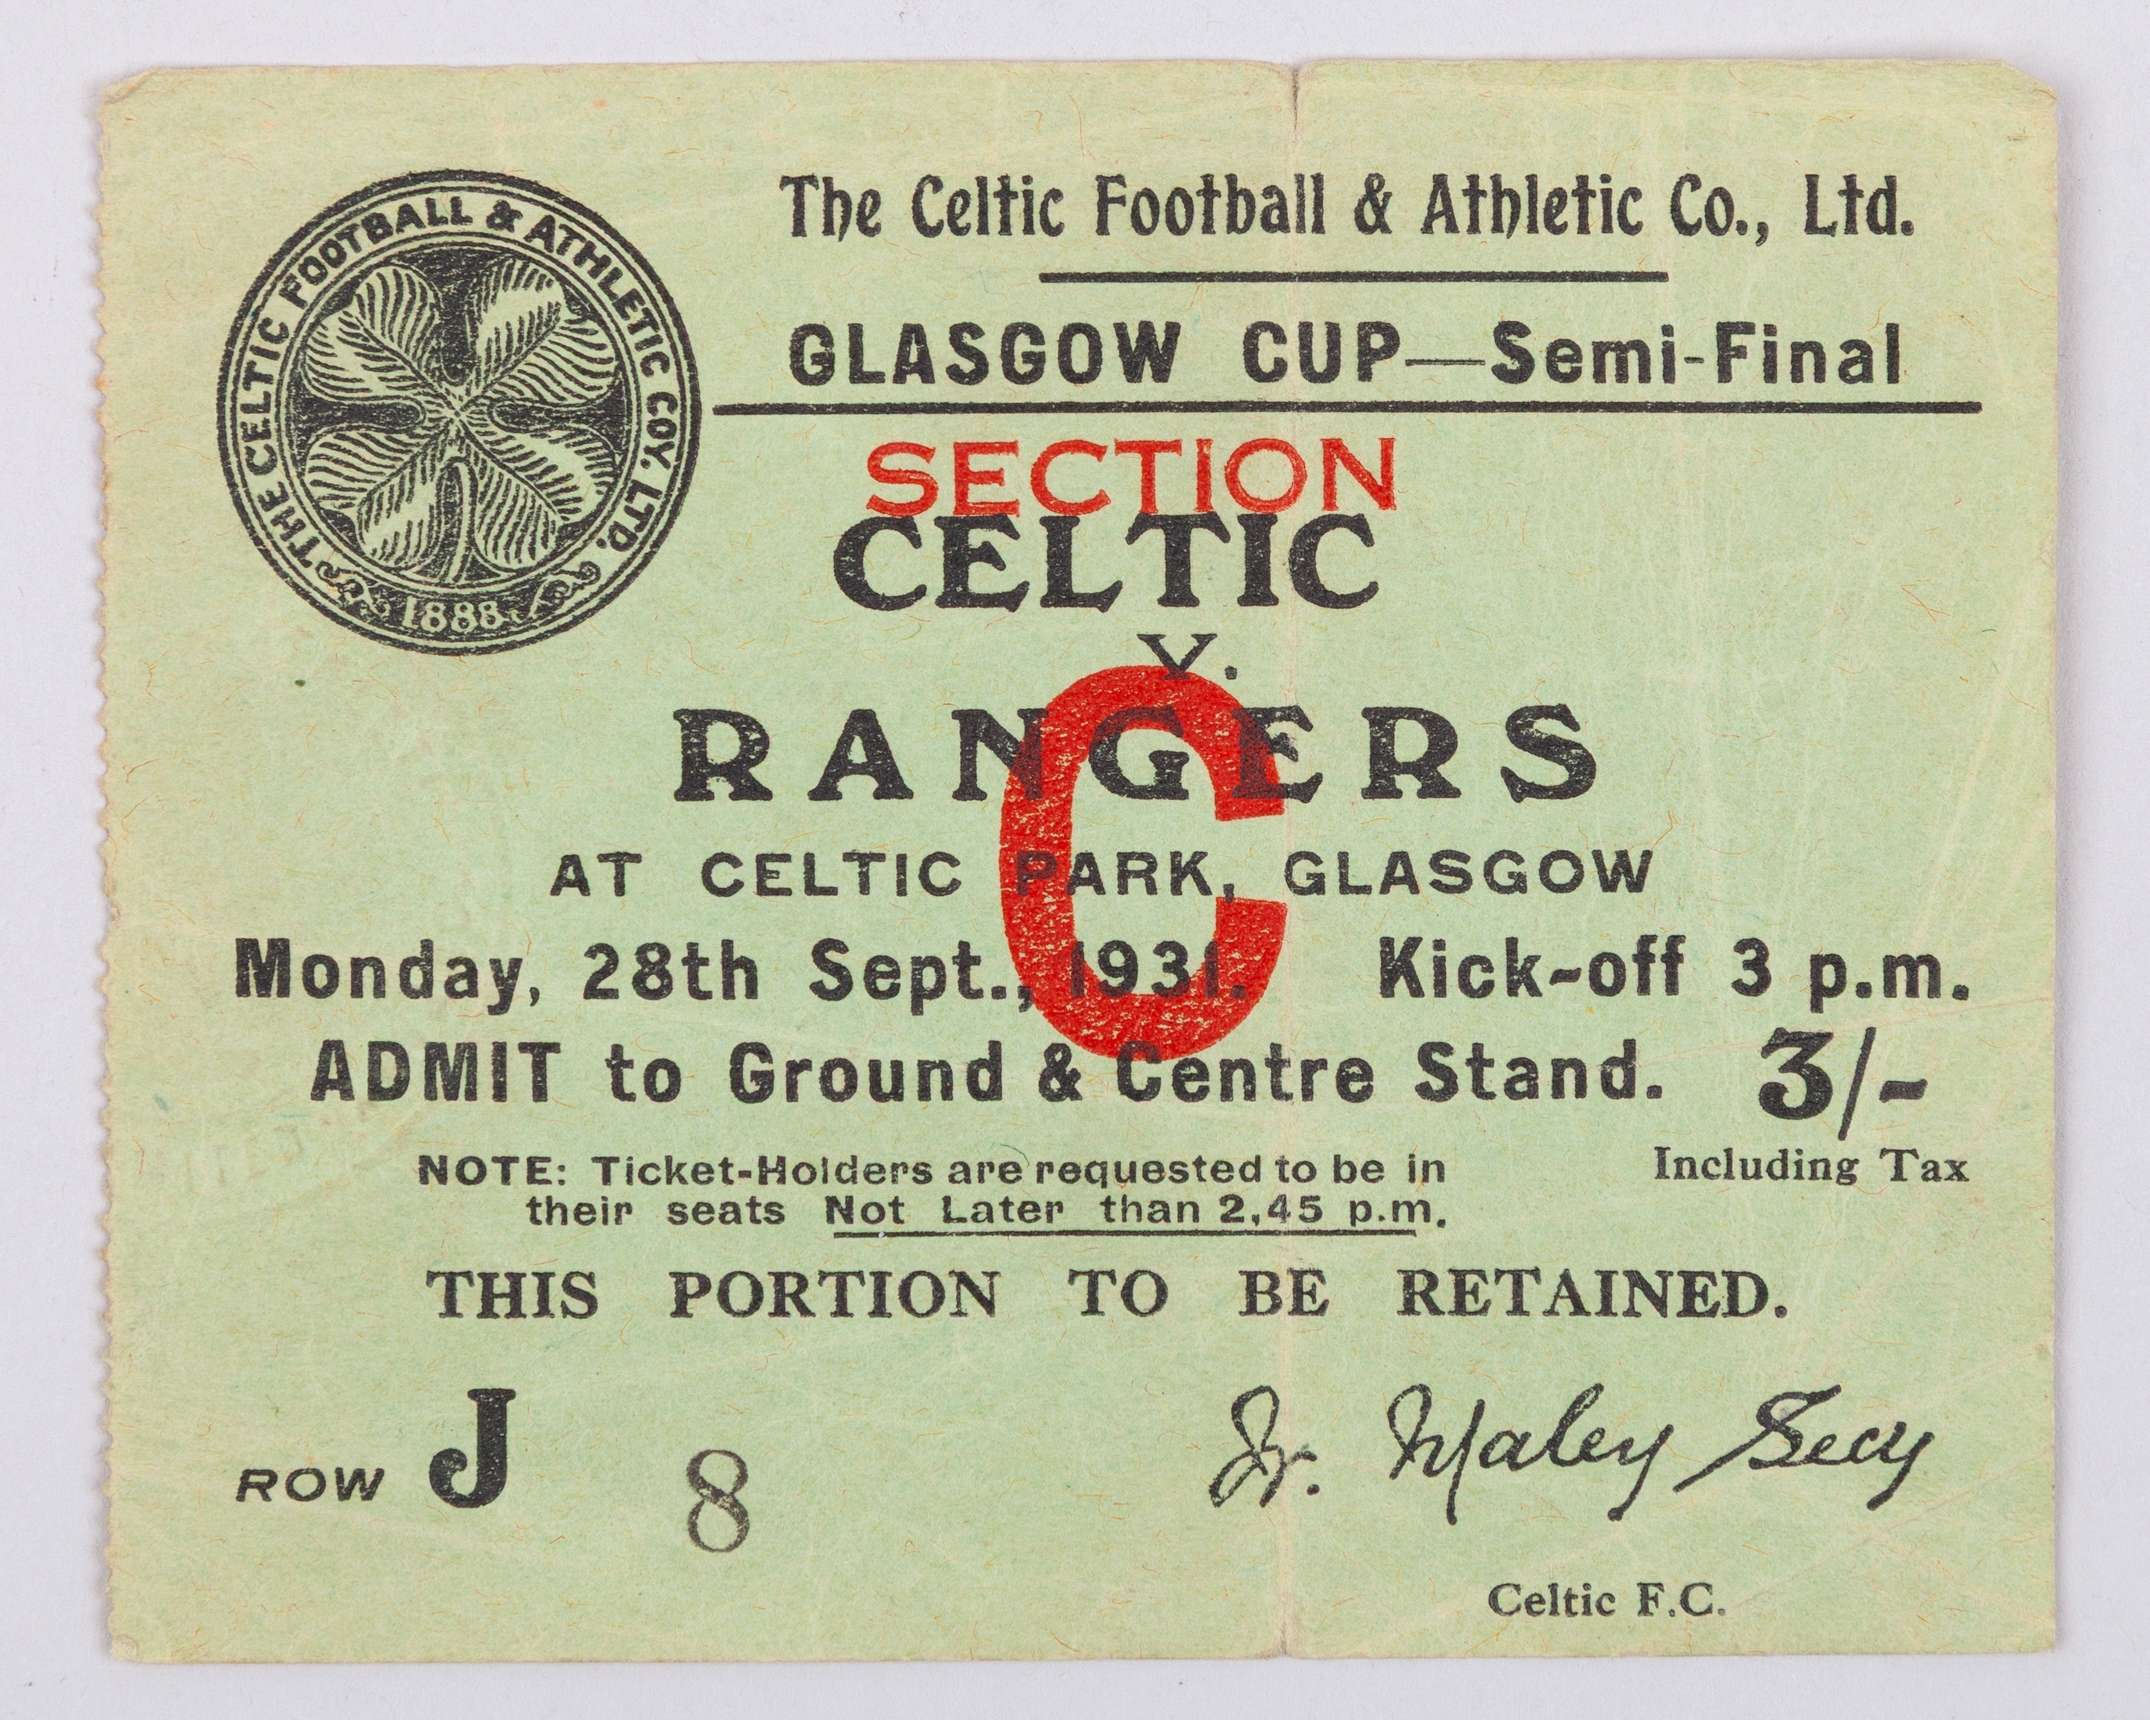 THE CELTIC FOOTBALL & ATHLETIC COY. LTD.
1888
The Celtic Football & Athletic Co., Ltd.
GLASGOW CUP—Semi-Final
SECTION
CELTIC
v.
RANGERS
C
AT CELTIC PARK, GLASGOW
Monday, 28th Sept., 1931. Kick-off 3 p.m.
ADMIT to Ground & Centre Stand. 3/-
Including Tax
NOTE: Ticket-Holders are requested to be in
their seats Not Later than 2,45 p.m.
THIS PORTION TO BE RETAINED.
ROW J 8
Maley Secy
Celtic F.C.